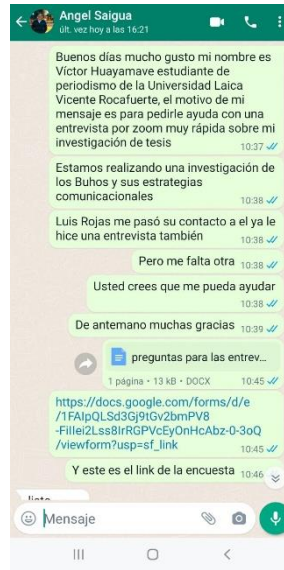 Angel Saigua
últ. vez hoy a las 16:21
Buenos días mucho gusto mi nombre es
Víctor Huayamave estudiante de
periodismo de la Universidad Laica
Vicente Rocafuerte, el motivo de mi
mensaje es para pedirle ayuda con una
entrevista por zoom muy rápida sobre mi
investigación de tesis
10:37
Estamos realizando una investigación de
los Buhos y sus estrategias
comunicacionales
10:38
Luis Rojas me pasó su contacto a el ya le
hice una entrevista también
10:38
Pero me falta otra 10:38
Usted crees que me pueda ayudar
10:38
De antemano muchas gracias 10:39
preguntas para las entrev...
1 página • 13 kB • DOCX 10:45
https://docs.google.com/forms/d/e
/1FAIpQLSd3Gj9tGv2bmPV8
-FiIlei2Lss8IrRGPVcEyOnHcAbz-0-3oQ
/viewform?usp=sf_link
10:45
Y este es el link de la encuesta 10:46
Mensaje